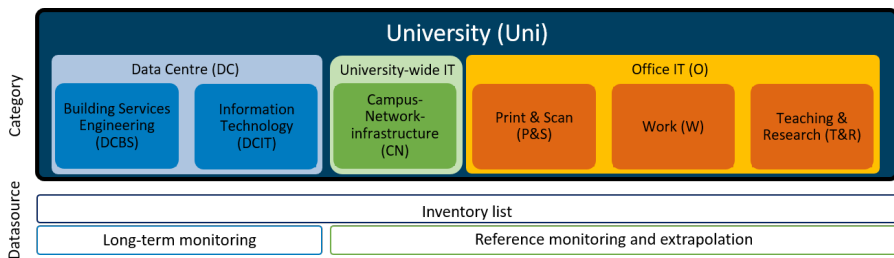 University (Uni)
Category
Data Centre (DC)
University-wide IT
Office IT (O)
Building Services
Engineering
(DCBS)
Information
Technology
(DCIT)
Campus-
Network-
infrastructure
(CN)
Print & Scan
(P&S)
Work (W)
Teaching &
Research (T&R)
Datasource
Inventory list
Long-term monitoring
Reference monitoring and extrapolation